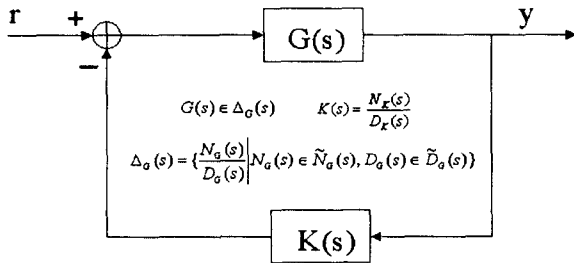 r + G(s) y
−
G(s) ∈ Δ_G(s) K(s) = N_K(s) / D_K(s)
Δ_G(s) = { N_G(s) / D_G(s) | N_G(s) ∈ Ñ_G(s), D_G(s) ∈ D̃_G(s) }
K(s)